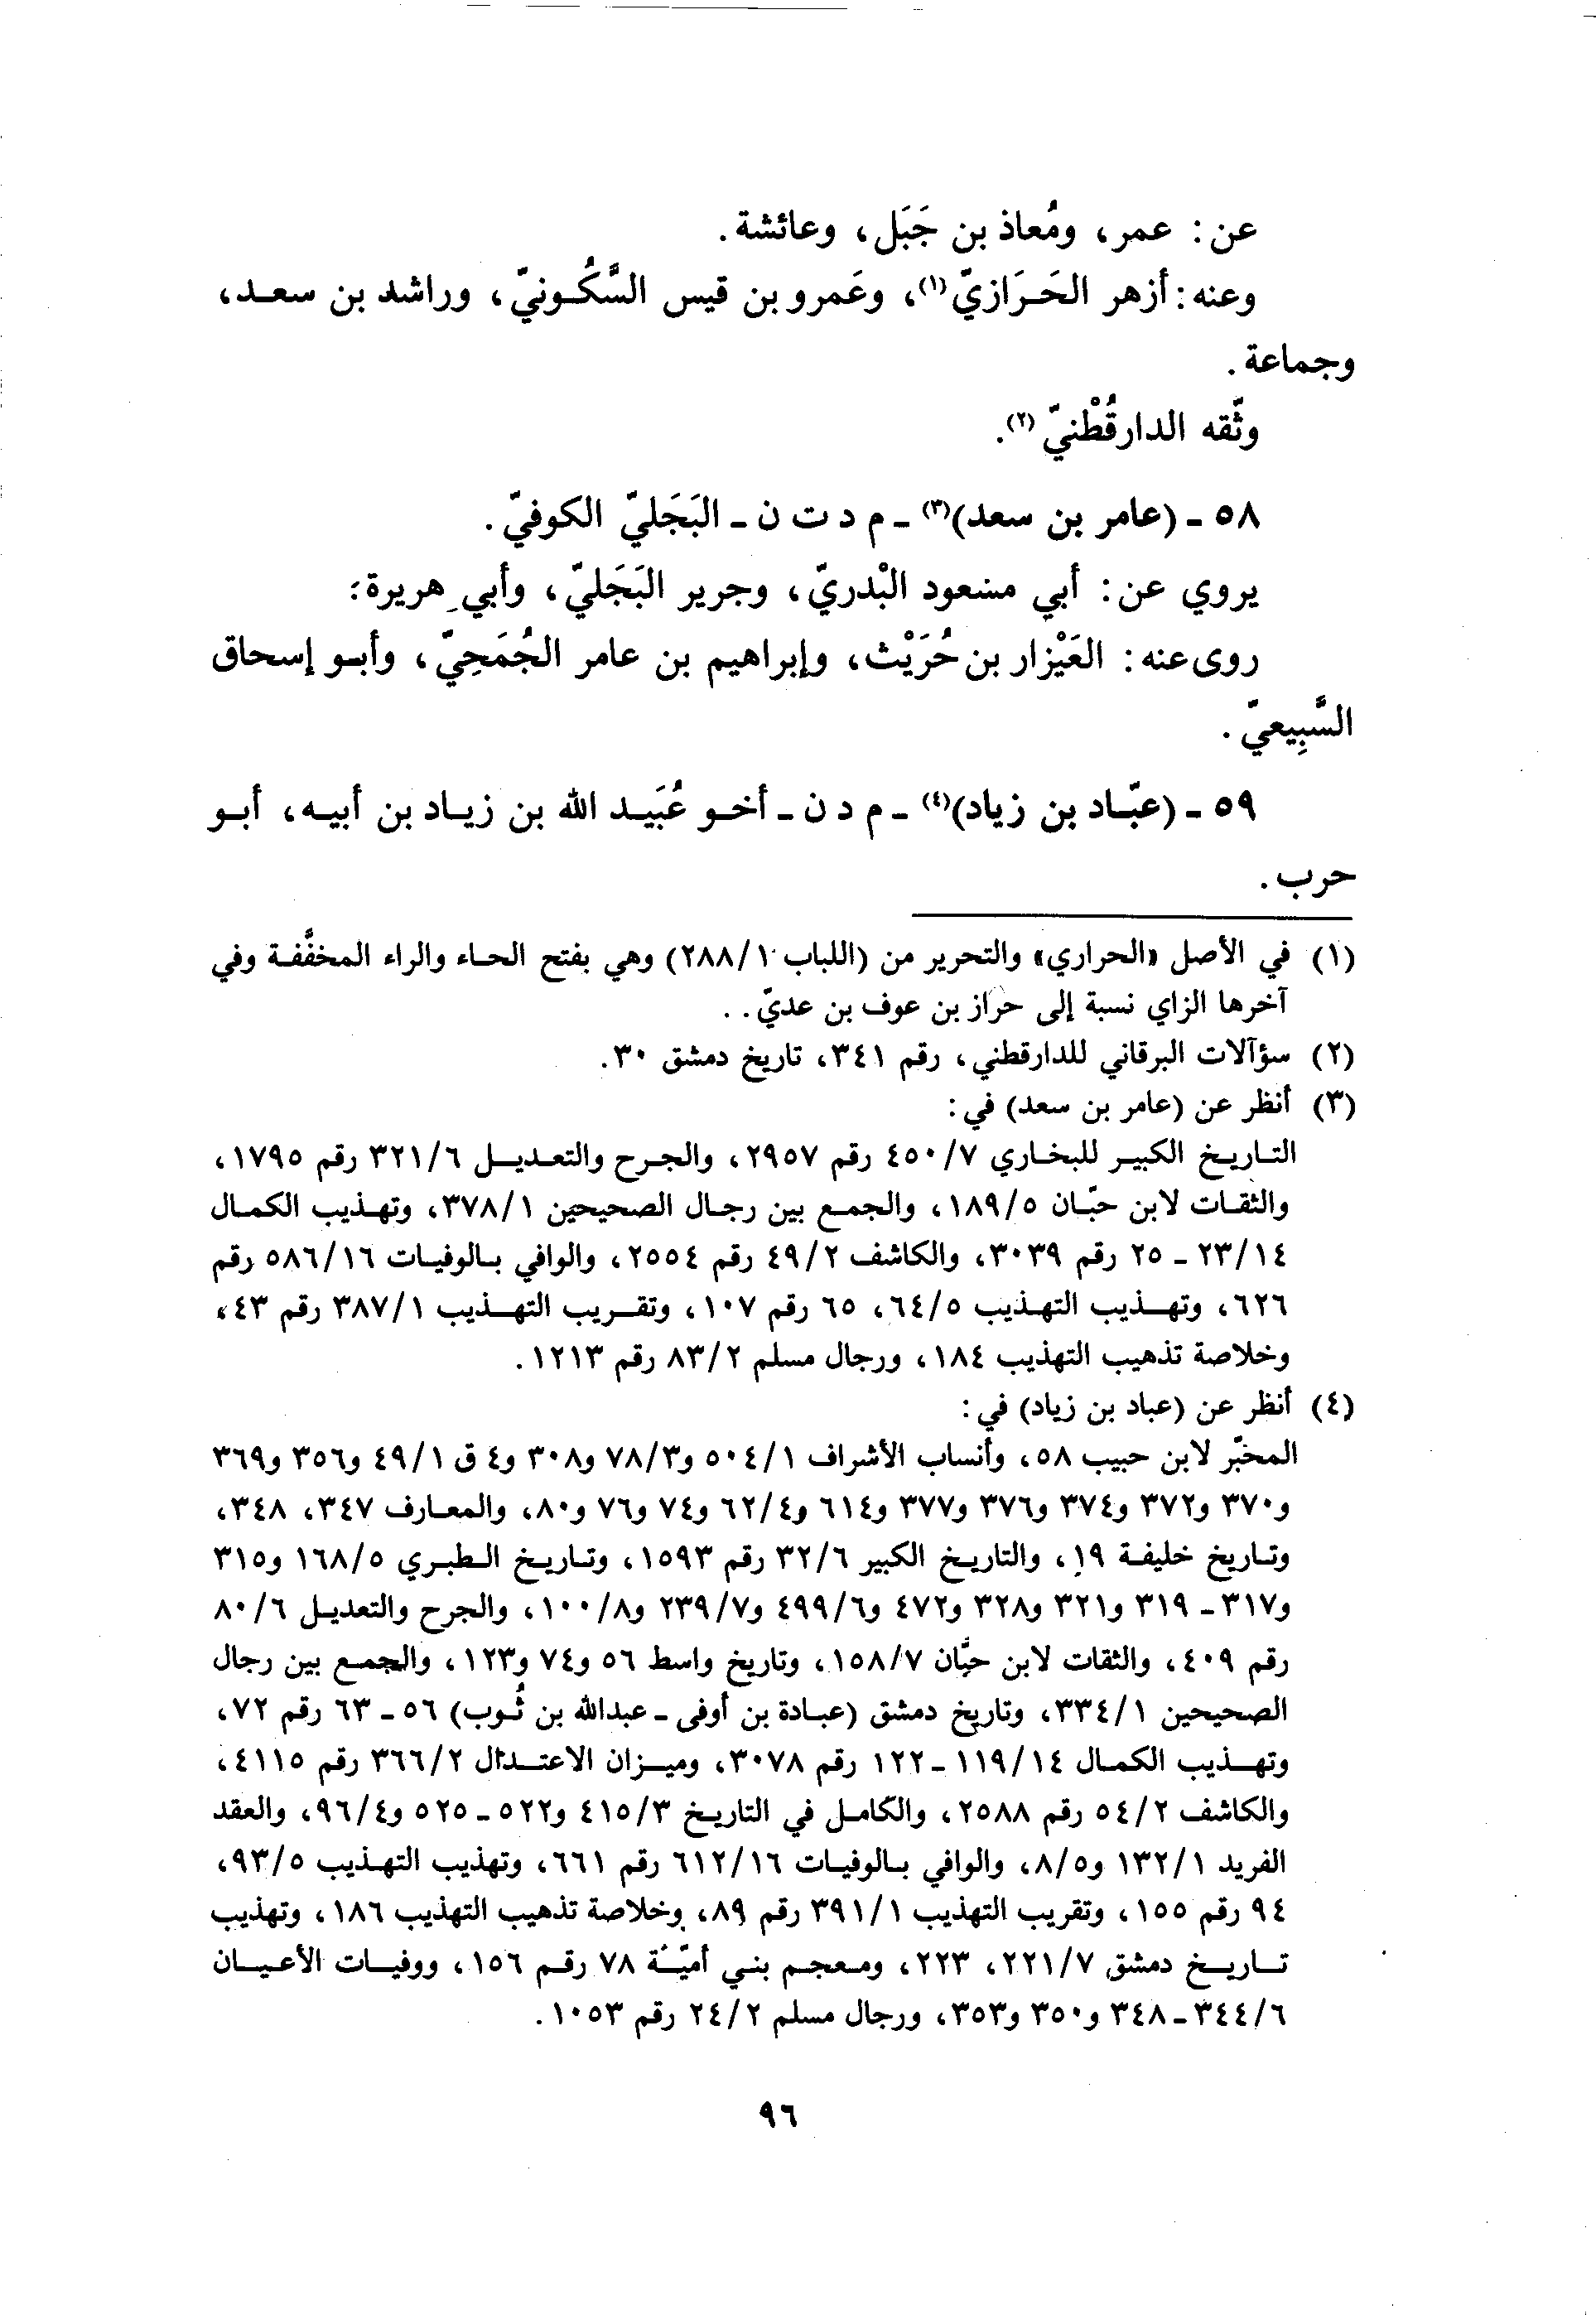 عن: عمر، ومُعاذ بن جَبَل، وعائشة.
وعنه: أزهر الحَرَازيّ(١)، وعَمرو بن قيس السَّكُونيّ، وراشد بن سعد،
وجماعة.
وثّقه الدارقُطْنيّ(٢).
٥٨ - (عامر بن سعد)(٣) - م د ت ن - البَجَليّ الكوفيّ.
يروي عن: أبي مسعود البْدريّ، وجرير البَجَليّ، وأبي هريرة:
روى عنه: العَيْزار بن حُرَيْث، وإبراهيم بن عامر الجُمَحِيّ، وأبو إسحاق
السَّبِيعيّ.
٥٩ - (عبّاد بن زياد)(٤) - م د ن - أخو عُبَيد الله بن زياد بن أبيه، أبو
حرب.
(١) في الأصل «الحراري» والتحرير من (اللباب ٢٨٨/١) وهي بفتح الحاء والراء المخفَّفة وفي
آخرها الزاي نسبة إلى حراز بن عوف بن عديّ. .
(٢) سؤآلات البرقاني للدارقطني، رقم ٣٤١، تاريخ دمشق ٣٠.
(٣) أنظر عن (عامر بن سعد) في:
التاريخ الكبير للبخاري ٤٥٠/٧ رقم ٢٩٥٧، والجرح والتعديل ٣٢١/٦ رقم ١٧٩٥،
والثقات لابن حبّان ١٨٩/٥، والجمع بين رجال الصحيحين ٣٧٨/١، وتهذيب الكمال
٢٣/١٤ - ٢٥ رقم ٣٠٣٩، والكاشف ٤٩/٢ رقم ٢٥٥٤، والوافي بالوفيات ٥٨٦/١٦ رقم
٦٢٦، وتهذيب التهذيب ٦٤/٥، ٦٥ رقم ١٠٧، وتقريب التهذيب ٣٨٧/١ رقم ٤٣،
وخلاصة تذهيب التهذيب ١٨٤، ورجال مسلم ٨٣/٢ رقم ١٢١٣.
(٤) أنظر عن (عباد بن زياد) في:
المحبّر لابن حبيب ٥٨، وأنساب الأشراف ٥٠٤/١ و٧٨/٣ و٣٠٨ و٤ ق ٤٩/١ و٣٥٦ و٣٦٩
و٣٧٠ و٣٧٢ و٣٧٤ و٣٧٦ و٣٧٧ و٦١٤ و٦٢/٤ و٧٤ و٧٦ و٨٠، والمعارف ٣٤٧، ٣٤٨،
وتاريخ خليفة ١٩، والتاريخ الكبير ٣٢/٦ رقم ١٥٩٣، وتاريخ الطبري ١٦٨/٥ و٣١٥
و٣١٧ - ٣١٩ و٣٢١ و٣٢٨ و٤٧٢ و٤٩٩/٦ و٢٣٩/٧ و١٠٠/٨، والجرح والتعديل ٨٠/٦
رقم ٤٠٩، والثقات لابن حبَّان ١٥٨/٧، وتاريخ واسط ٥٦ و٧٤ و١٢٣، والجمع بين رجال
الصحيحين ٣٣٤/١، وتاريخ دمشق (عبادة بن أوفى - عبدالله بن ثُوب) ٥٦ - ٦٣ رقم ٧٢،
وتهذيب الكمال ١١٩/١٤ - ١٢٢ رقم ٣٠٧٨، وميزان الاعتدال ٣٦٦/٢ رقم ٤١١٥،
والكاشف ٥٤/٢ رقم ٢٥٨٨، والكامل في التاريخ ٤١٥/٣ و٥٢٢ - ٥٢٥ و٩٦/٤، والعقد
الفريد ١٣٢/١ و٨/٥، والوافي بالوفيات ٦١٢/١٦ رقم ٦٦١، وتهذيب التهذيب ٩٣/٥،
٩٤ رقم ١٥٥، وتقريب التهذيب ٣٩١/١ رقم ٨٩، وخلاصة تذهيب التهذيب ١٨٦، وتهذيب
تاريخ دمشق ٢٢١/٧، ٢٢٣، ومعجم بني أميّة ٧٨ رقم ١٥٦، ووفيات الأعيان
٣٤٤/٦ - ٣٤٨ و٣٥٠ و٣٥٣، ورجال مسلم ٢٤/٢ رقم ١٠٥٣.
٩٦